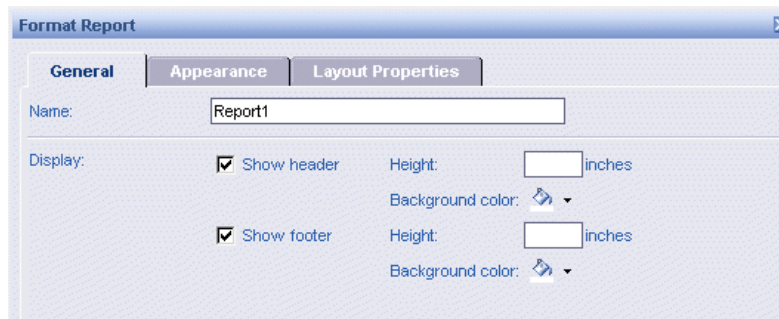 Format Report
General Appearance Layout Properties
Name: Report1
Display: Show header Height: inches
Background color:
Show footer Height: inches
Background color: